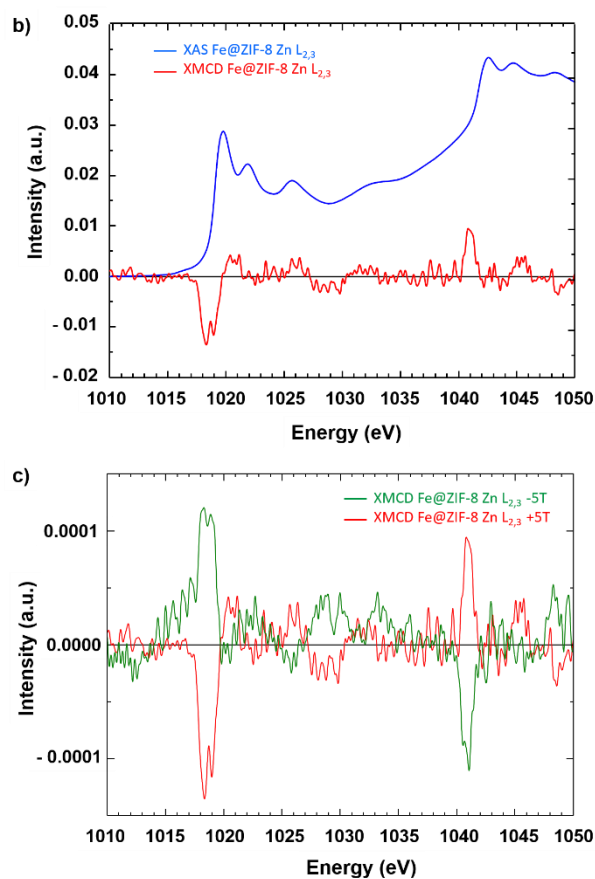 b)
0.05
XAS Fe@ZIF-8 Zn L2,3
0.04
XMCD Fe@ZIF-8 Zn L2,3
0.03
0.02
0.01
0.00
- 0.01
- 0.02
Intensity (a.u.)
1010 1015 1020 1025 1030 1035 1040 1045 1050
Energy (eV)
c)
XMCD Fe@ZIF-8 Zn L2,3 -5T
XMCD Fe@ZIF-8 Zn L2,3 +5T
0.0001
0.0000
- 0.0001
Intensity (a.u.)
1010 1015 1020 1025 1030 1035 1040 1045 1050
Energy (eV)